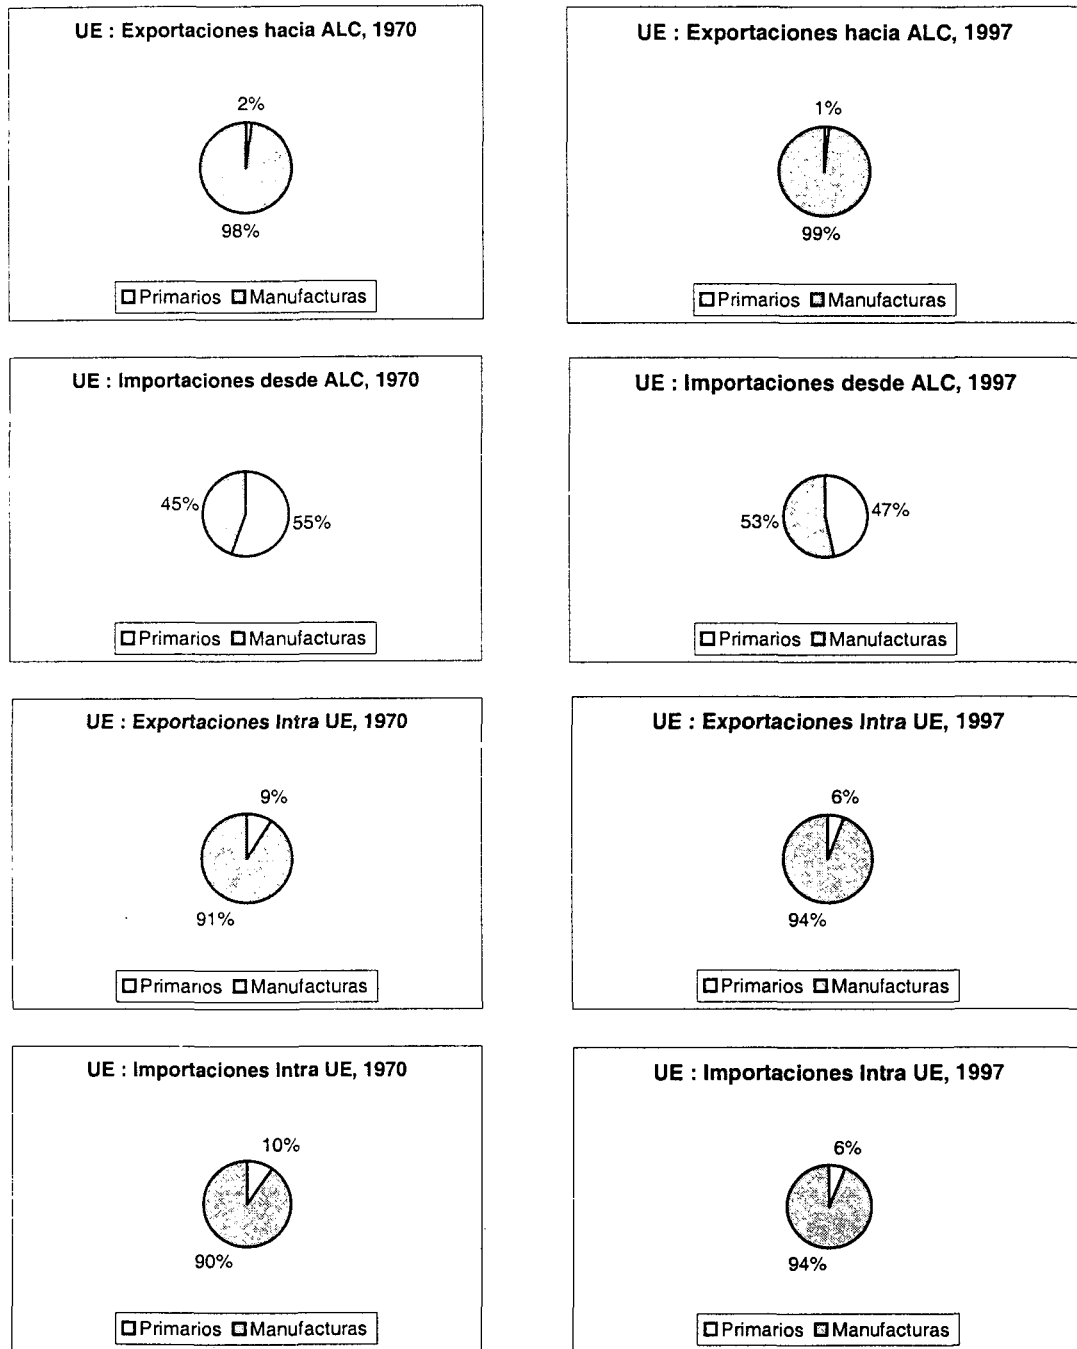 UE : Exportaciones hacia ALC, 1970
2%
98%
Primarios Manufacturas
UE : Exportaciones hacia ALC, 1997
1%
99%
Primarios Manufacturas
UE : Importaciones desde ALC, 1970
45%
55%
Primarios Manufacturas
UE : Importaciones desde ALC, 1997
53%
47%
Primarios Manufacturas
UE : Exportaciones Intra UE, 1970
9%
91%
Primarios Manufacturas
UE : Exportaciones Intra UE, 1997
6%
94%
Primarios Manufacturas
UE : Importaciones Intra UE, 1970
10%
90%
Primarios Manufacturas
UE : Importaciones Intra UE, 1997
6%
94%
Primarios Manufacturas